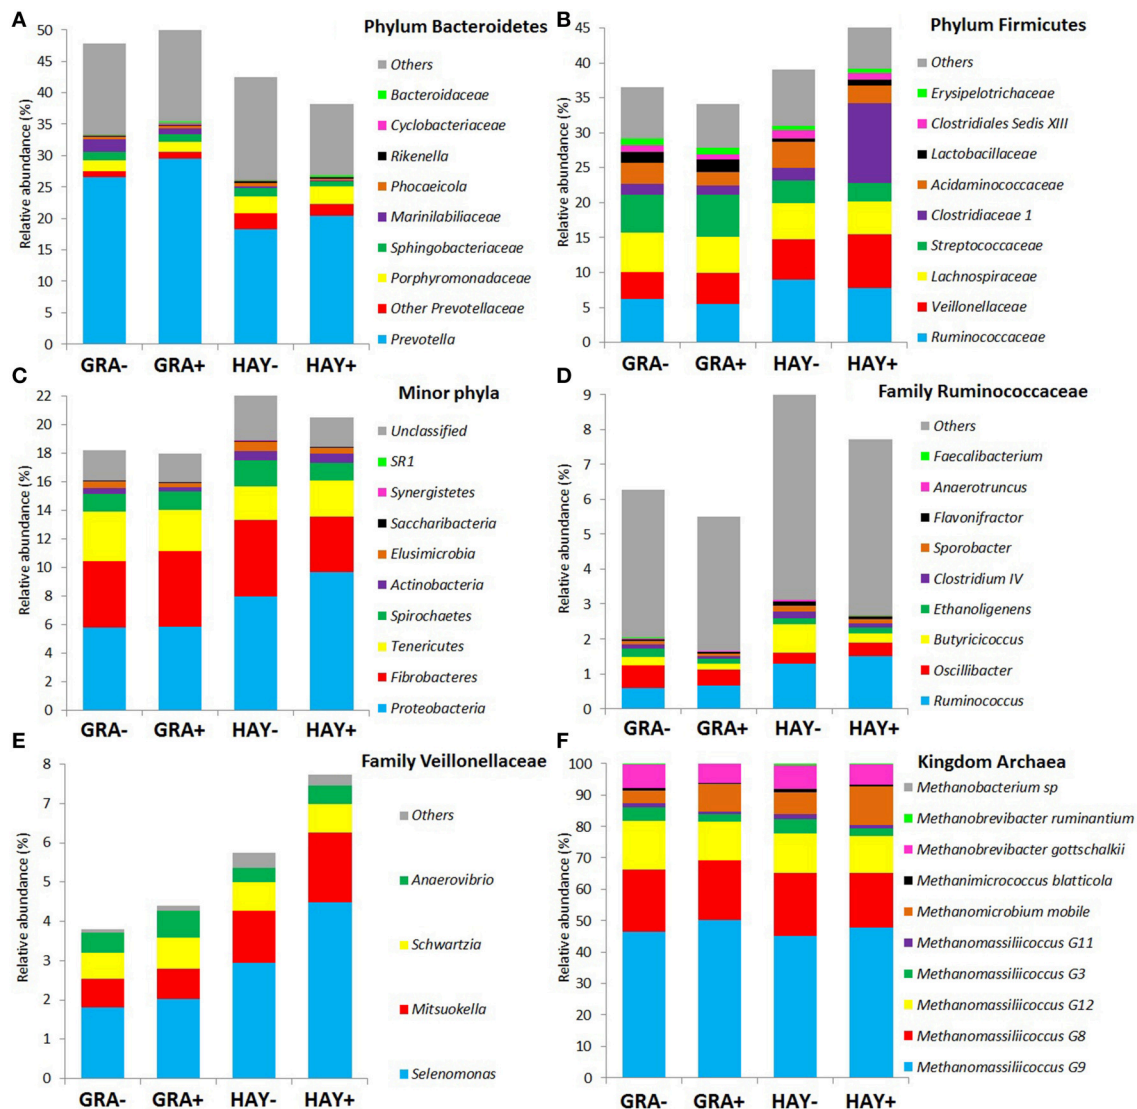 A
Phylum Bacteroidetes
Relative abundance (%)
50
45
40
35
30
25
20
15
10
5
0
Others
Bacteroidaceae
Cyclobacteriaceae
Rikenella
Phocaeicola
Marinilabiliaceae
Sphingobacteriaceae
Porphyromonadaceae
Other Prevotellaceae
Prevotella
GRA- GRA+ HAY- HAY+
B
Phylum Firmicutes
Relative abundance (%)
45
40
35
30
25
20
15
10
5
0
Others
Erysipelotrichaceae
Clostridiales Sedis XIII
Lactobacillaceae
Acidaminococcaceae
Clostridiaceae 1
Streptococcaceae
Lachnospiraceae
Veillonellaceae
Ruminococcaceae
GRA- GRA+ HAY- HAY+
C
Minor phyla
Relative abundance (%)
22
20
18
16
14
12
10
8
6
4
2
0
Unclassified
SR1
Synergistetes
Saccharibacteria
Elusimicrobia
Actinobacteria
Spirochaetes
Tenericutes
Fibrobacteres
Proteobacteria
GRA- GRA+ HAY- HAY+
D
Family Ruminococcaceae
Relative abundance (%)
9
8
7
6
5
4
3
2
1
0
Others
Faecalibacterium
Anaerotruncus
Flavonifractor
Sporobacter
Clostridium IV
Ethanoligenens
Butyricicoccus
Oscillibacter
Ruminococcus
GRA- GRA+ HAY- HAY+
E
Family Veillonellaceae
Relative abundance (%)
8
7
6
5
4
3
2
1
0
Others
Anaerovibrio
Schwartzia
Mitsuokella
Selenomonas
GRA- GRA+ HAY- HAY+
F
Kingdom Archaea
Relative abundance (%)
100
90
80
70
60
50
40
30
20
10
0
Methanobacterium sp
Methanobrevibacter ruminantium
Methanobrevibacter gottschalkii
Methanimicrococcus blatticola
Methanomicrobium mobile
Methanomassiliicoccus G11
Methanomassiliicoccus G3
Methanomassiliicoccus G12
Methanomassiliicoccus G8
Methanomassiliicoccus G9
GRA- GRA+ HAY- HAY+